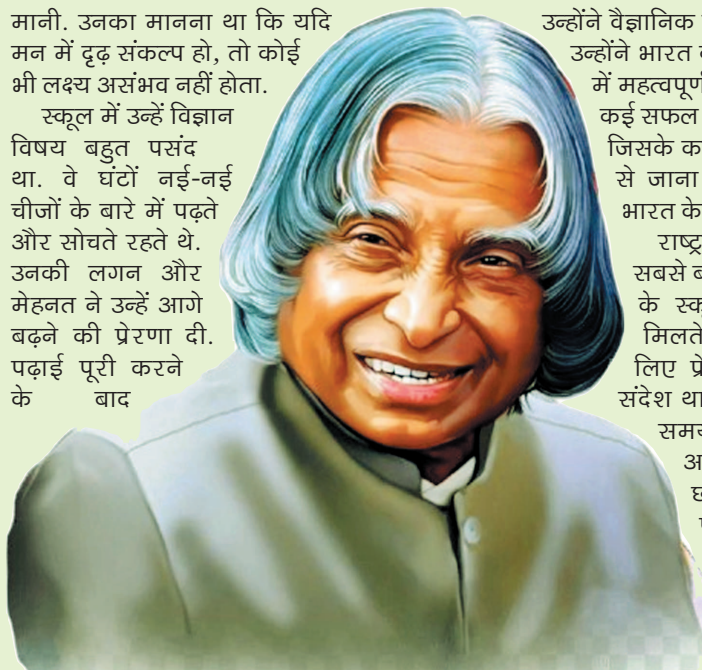 मानी. उनका मानना था कि यदि
मन में दृढ़ संकल्प हो, तो कोई
भी लक्ष्य असंभव नहीं होता.
स्कूल में उन्हें विज्ञान
विषय बहुत पसंद
था. वे घंटों नई-नई
चीजों के बारे में पढ़ते
और सोचते रहते थे.
उनकी लगन और
मेहनत ने उन्हें आगे
बढ़ने की प्रेरणा दी.
पढ़ाई पूरी करने
के बाद
उन्होंने वैज्ञानिक
उन्होंने भारत
में महत्वपूर्ण
कई सफल
जिसके
से जाना
भारत के
सबसे
के
मिलते
लिए
संदेश